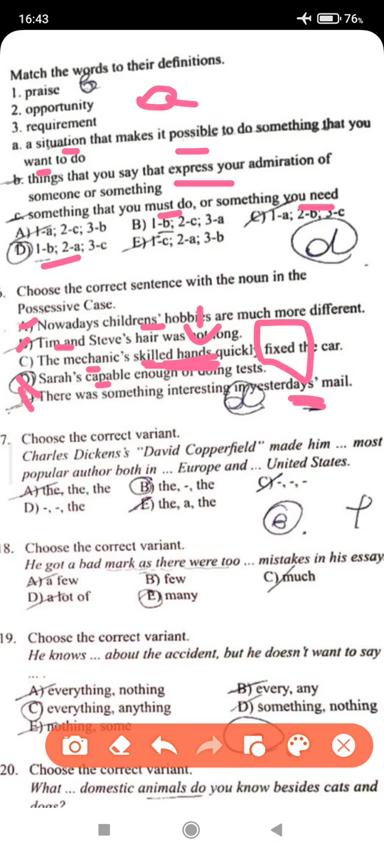 16:43
76%
Match the words to their definitions.
1. praise b
2. opportunity
3. requirement
a. a situation that makes it possible to do something that you
want to do
b. things that you say that express your admiration of
someone or something
c. something that you must do, or something you need
A) 1-a; 2-c; 3-b B) 1-b; 2-c; 3-a C) 1-a; 2-b; 3-c
D) 1-b; 2-a; 3-c E) 1-c; 2-a; 3-b
d
Choose the correct sentence with the noun in the
Possessive Case.
Nowadays childrens' hobbies are much more different.
Tim and Steve's hair was not long.
C) The mechanic's skilled hands quickly fixed the car.
Sarah's capable enough of doing tests.
There was something interesting in yesterdays' mail.
7. Choose the correct variant.
Charles Dickens's "David Copperfield" made him ... most
popular author both in ... Europe and ... United States.
A) the, the, the B) the, -, the C) -, -, -
D) -, -, the E) the, a, the
18. Choose the correct variant.
He got a bad mark as there were too ... mistakes in his essay
A) a few B) few C) much
D) a lot of E) many
19. Choose the correct variant.
He knows ... about the accident, but he doesn't want to say
... .
A) everything, nothing B) every, any
C) everything, anything D) something, nothing
E) nothing, some
20. Choose the correct variant.
What ... domestic animals do you know besides cats and
dogs?